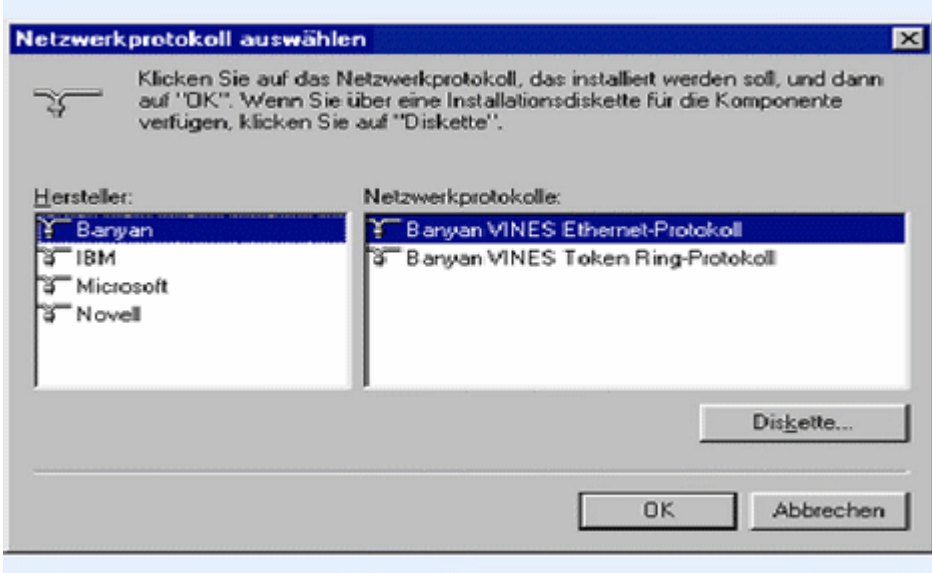 Netzwerkprotokoll auswählen
Klicken Sie auf das Netzwerkprotokoll, das installiert werden soll, und dann
auf "OK". Wenn Sie über eine Installationsdiskette für die Komponente
verfügen, klicken Sie auf "Diskette".
Hersteller:
Banyan
IBM
Microsoft
Novell
Netzwerkprotokolle:
Banyan VINES Ethernet-Protokoll
Banyan VINES Token Ring-Protokoll
Diskette...
OK
Abbrechen